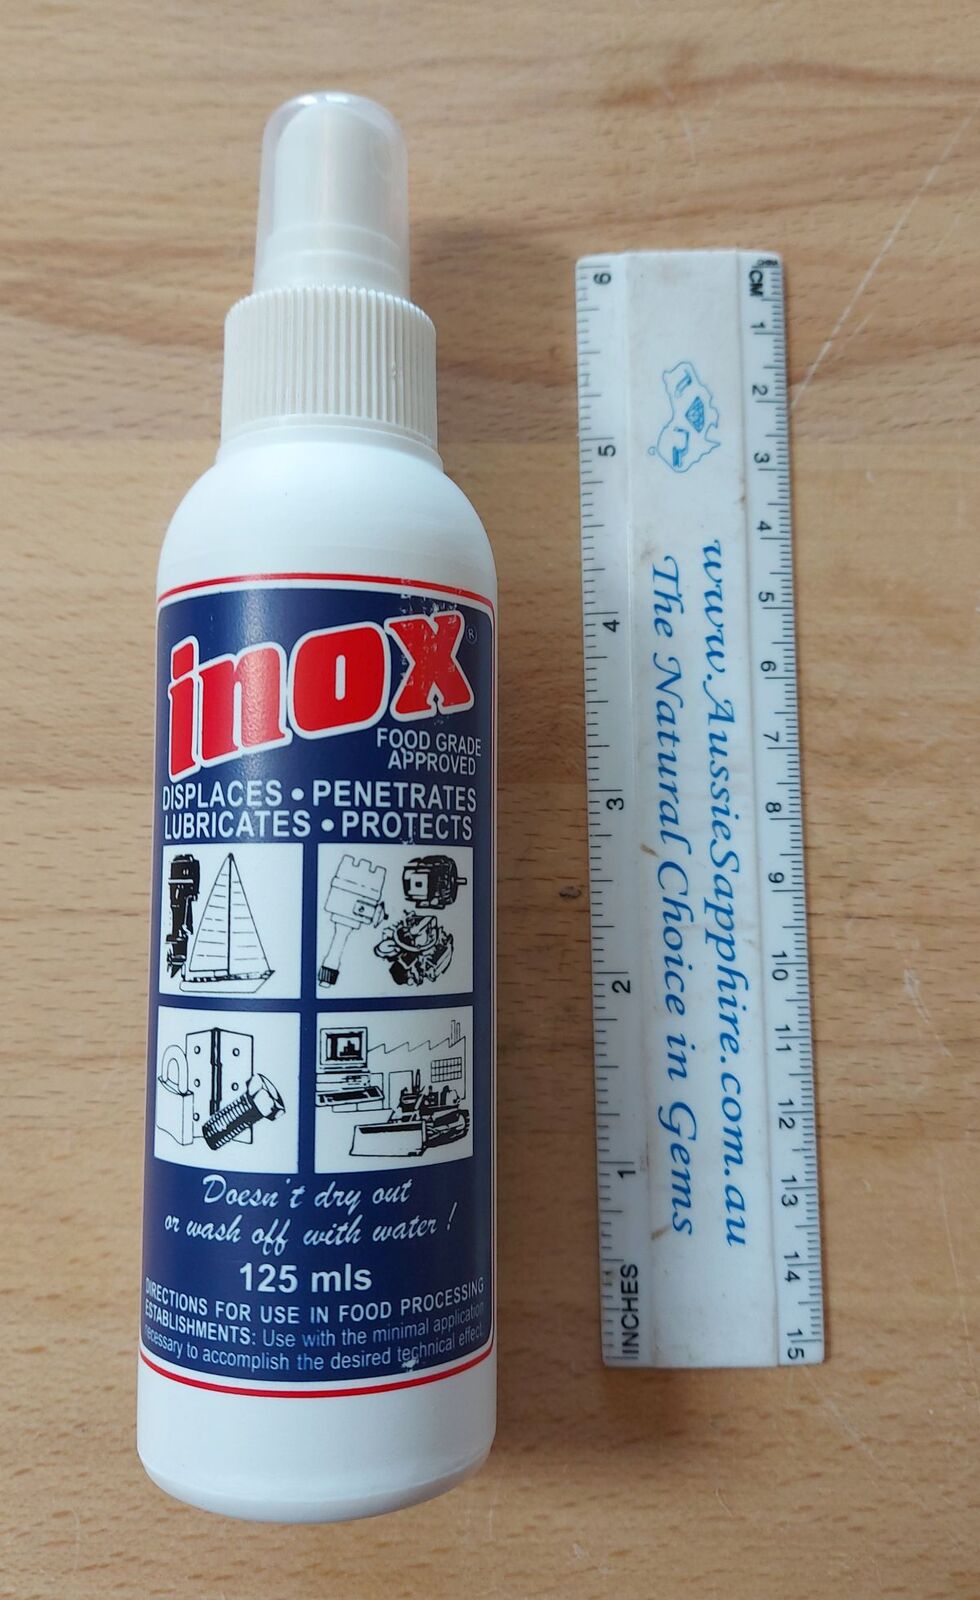 inox®
FOOD GRADE
APPROVED
DISPLACES • PENETRATES
LUBRICATES • PROTECTS
Doesn't dry out
or wash off with water!
125 mls
DIRECTIONS FOR USE IN FOOD PROCESSING
ESTABLISHMENTS: Use with the minimal application
necessary to accomplish the desired technical effect.
CHINA
CM 1 2 3 4 5 6 7 8 9 10 11 12 13 14 15
www.AussieSapphire.com.au
The Natural Choice in Gems
INCHES 1 2 3 4 5 6